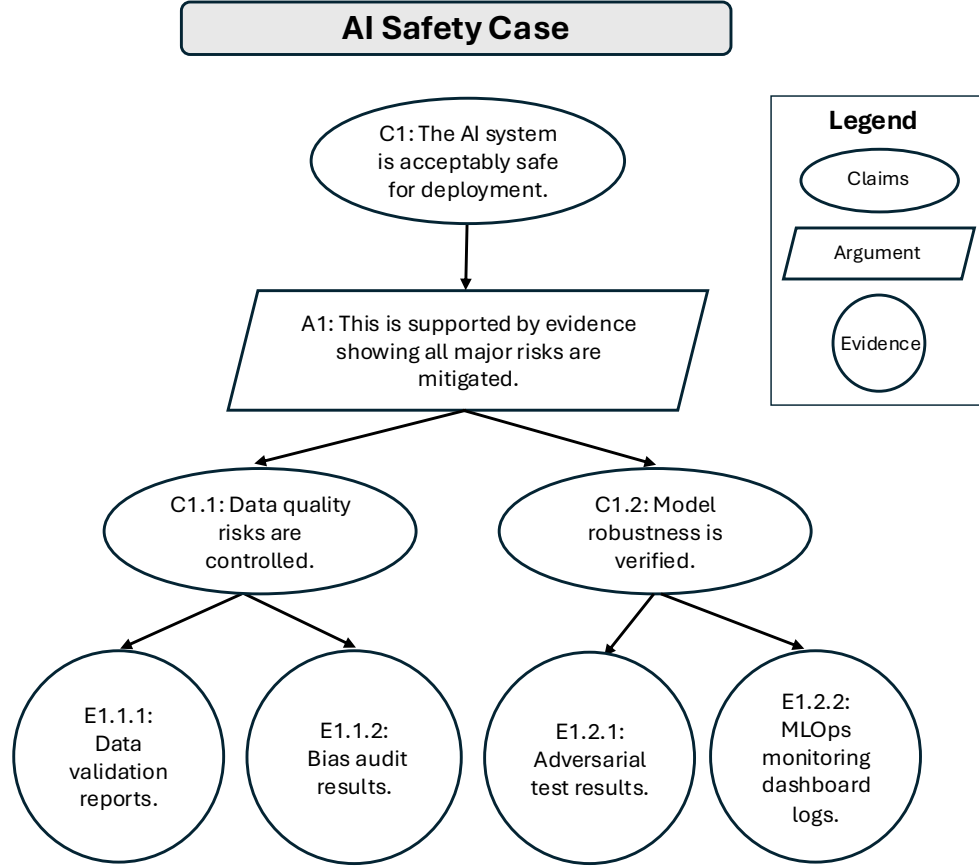 AI Safety Case
C1: The AI system
is acceptably safe
for deployment.
Legend
Claims
Argument
Evidence
A1: This is supported by evidence
showing all major risks are
mitigated.
C1.1: Data quality
risks are
controlled.
C1.2: Model
robustness is
verified.
E1.1.1:
Data
validation
reports.
E1.1.2:
Bias audit
results.
E1.2.1:
Adversarial
test results.
E1.2.2:
MLOps
monitoring
dashboard
logs.